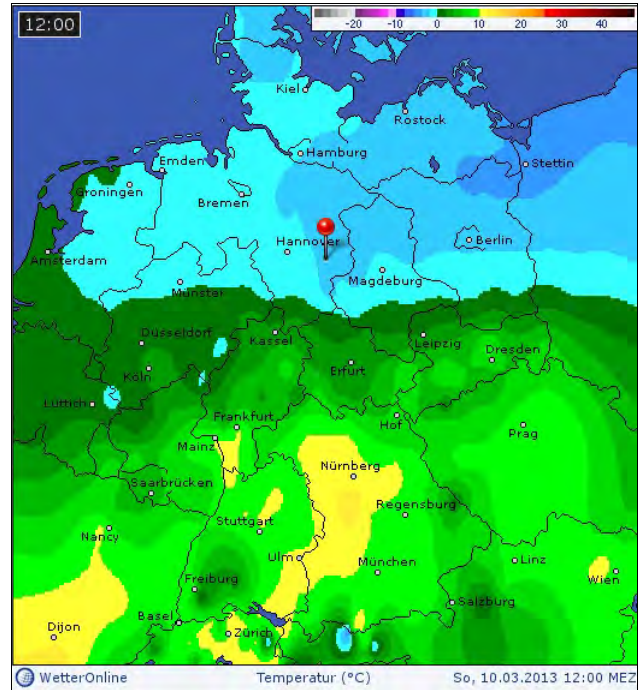 12:00
-20 -10 0 10 20 30 40
Kiel
Rostock
Hamburg
Stettin
Emden
Groningen
Bremen
Hannover
Berlin
Amsterdam
Magdeburg
Münster
Düsseldorf
Kassel
Leipzig
Dresden
Köln
Erfurt
Lüttich
Frankfurt
Hof
Prag
Mainz
Nürnberg
Saarbrücken
Regensburg
Stuttgart
Nancy
Ulm
München
Linz
Wien
Freiburg
Salzburg
Basel
Zürich
Dijon
WetterOnline Temperatur (°C) So, 10.03.2013 12:00 MEZ